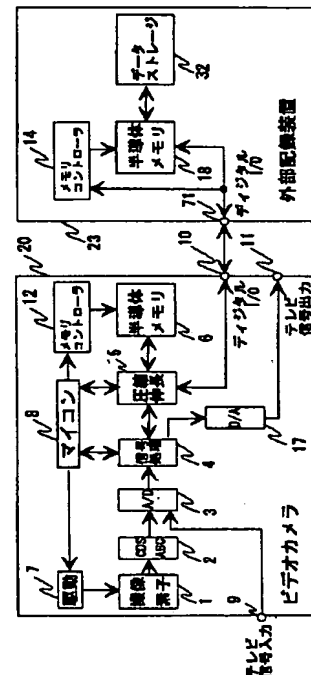 20
7
駆動
8
マイコン
12
メモリ
コントローラ
撮像
素子
1
CDS
AGC
2
A/D
3
信号
処理
4
圧縮
伸長
5
半導体
メモリ
6
D/A
17
9
テレビ
信号入力
ビデオカメラ
ディジタル
I/O
10
11
テレビ
信号出力
23
14
メモリ
コントローラ
半導体
メモリ
18
データ
ストレージ
32
71
ディジタル
I/O
外部記録装置